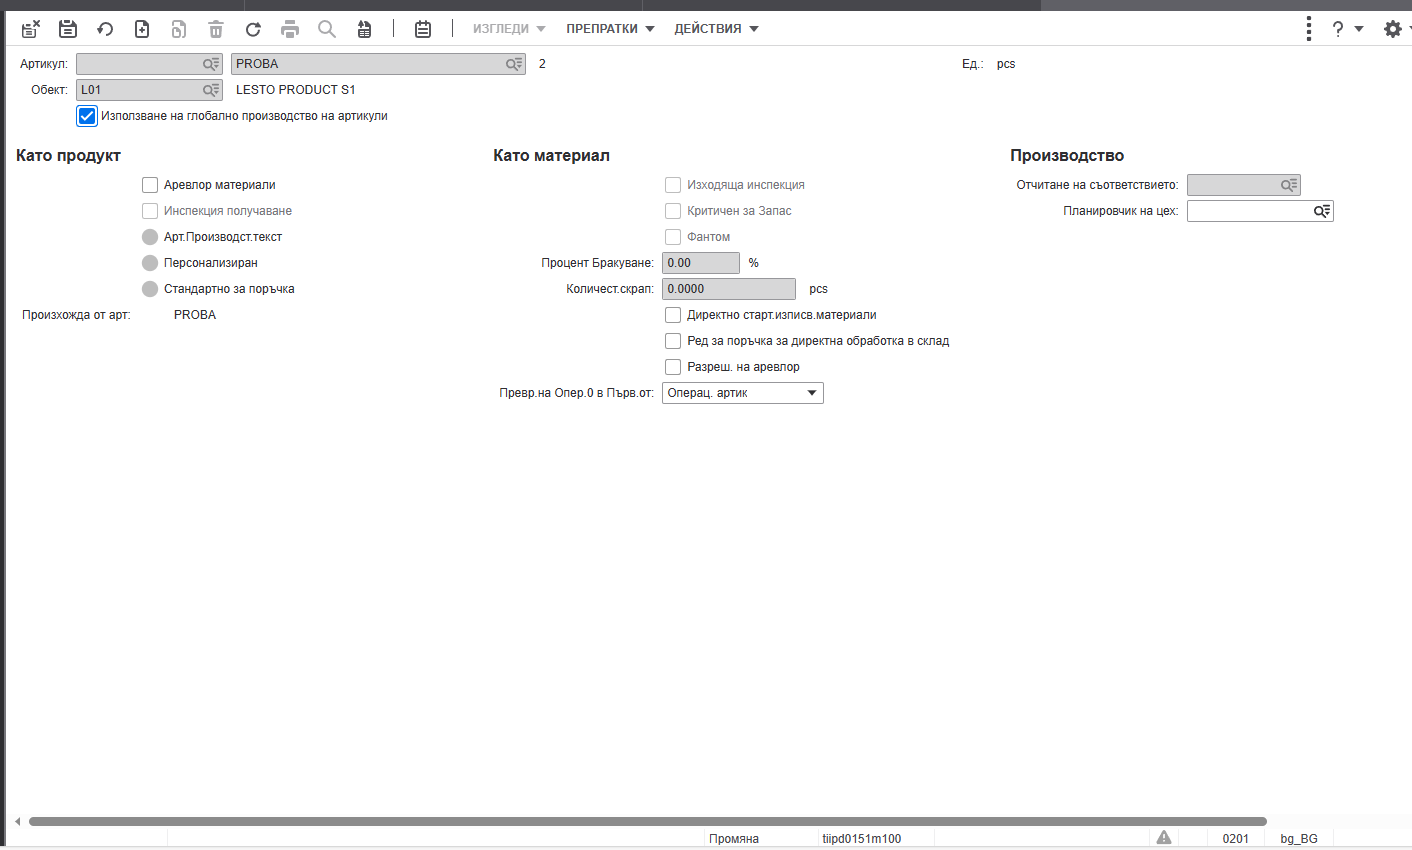 ИЗГЛЕДИ ПРЕПРАТКИ ДЕЙСТВИЯ ?
Артикул: PROBA 2 Ед.: pcs
Обект: L01 LESTO PRODUCT S1
Използване на глобално производство на артикули
Като продукт
Аревлор материали
Инспекция получаване
Арт.Производст.текст
Персонализиран
Стандартно за поръчка
Произхожда от арт: PROBA
Като материал
Изходяща инспекция
Критичен за Запас
Фантом
Процент Бракуване: 0.00 %
Количест.скрап: 0.0000 pcs
Директно старт.изписв.материали
Ред за поръчка за директна обработка в склад
Разреш. на аревлор
Превр.на Опер.0 в Първ.от: Операц. артик
Производство
Отчитане на съответствието:
Планировчик на цех:
Промяна tiipd0151m100 0201 bg_BG